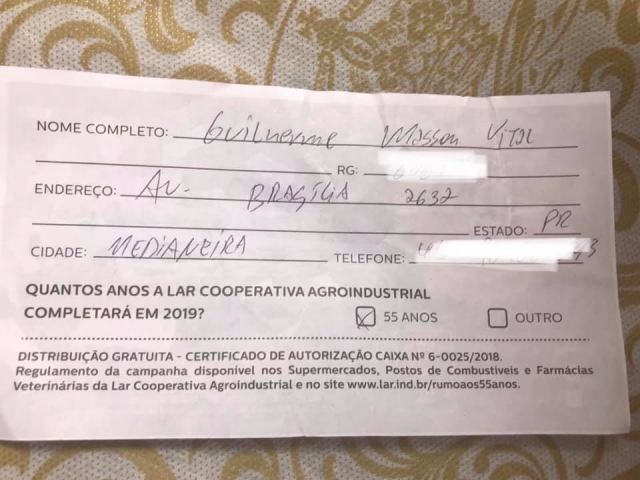 NOME COMPLETO: Guilherme Masson Vital
RG:
ENDEREÇO: AV. BRASILIA 2632
ESTADO: PR
CIDADE: MEDIANEIRA TELEFONE:
QUANTOS ANOS A LAR COOPERATIVA AGROINDUSTRIAL
COMPLETARÁ EM 2019? 55 ANOS OUTRO
DISTRIBUIÇÃO GRATUITA - CERTIFICADO DE AUTORIZAÇÃO CAIXA Nº 6-0025/2018.
Regulamento da campanha disponível nos Supermercados, Postos de Combustíveis e Farmácias
Veterinárias da Lar Cooperativa Agroindustrial e no site www.lar.ind.br/rumoaos55anos.